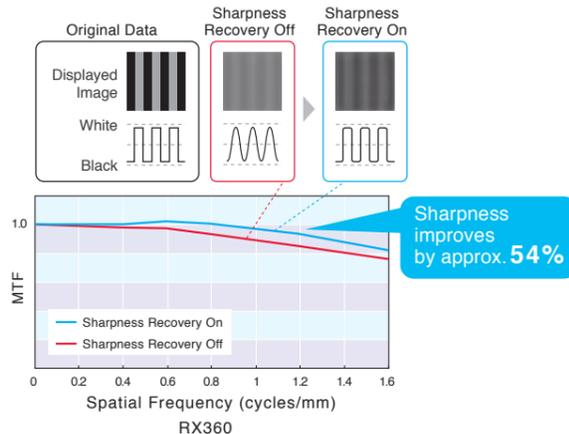 Original Data
Sharpness
Recovery Off
Sharpness
Recovery On
Displayed
Image
White
Black
Sharpness
improves
by approx. 54%
1.0
MTF
Sharpness Recovery On
Sharpness Recovery Off
0 0.2 0.4 0.6 0.8 1 1.2 1.4 1.6
Spatial Frequency (cycles/mm)
RX360